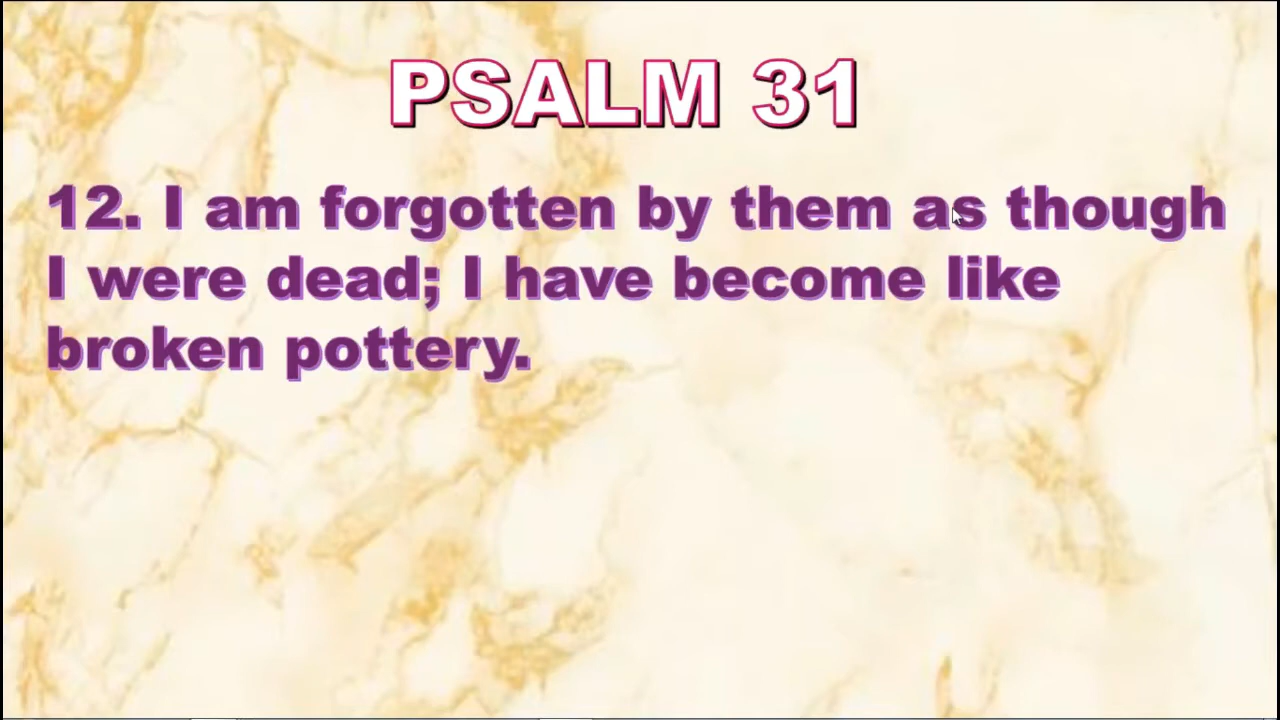 PSALM 31
12. I am forgotten by them as though
I were dead; I have become like
broken pottery.